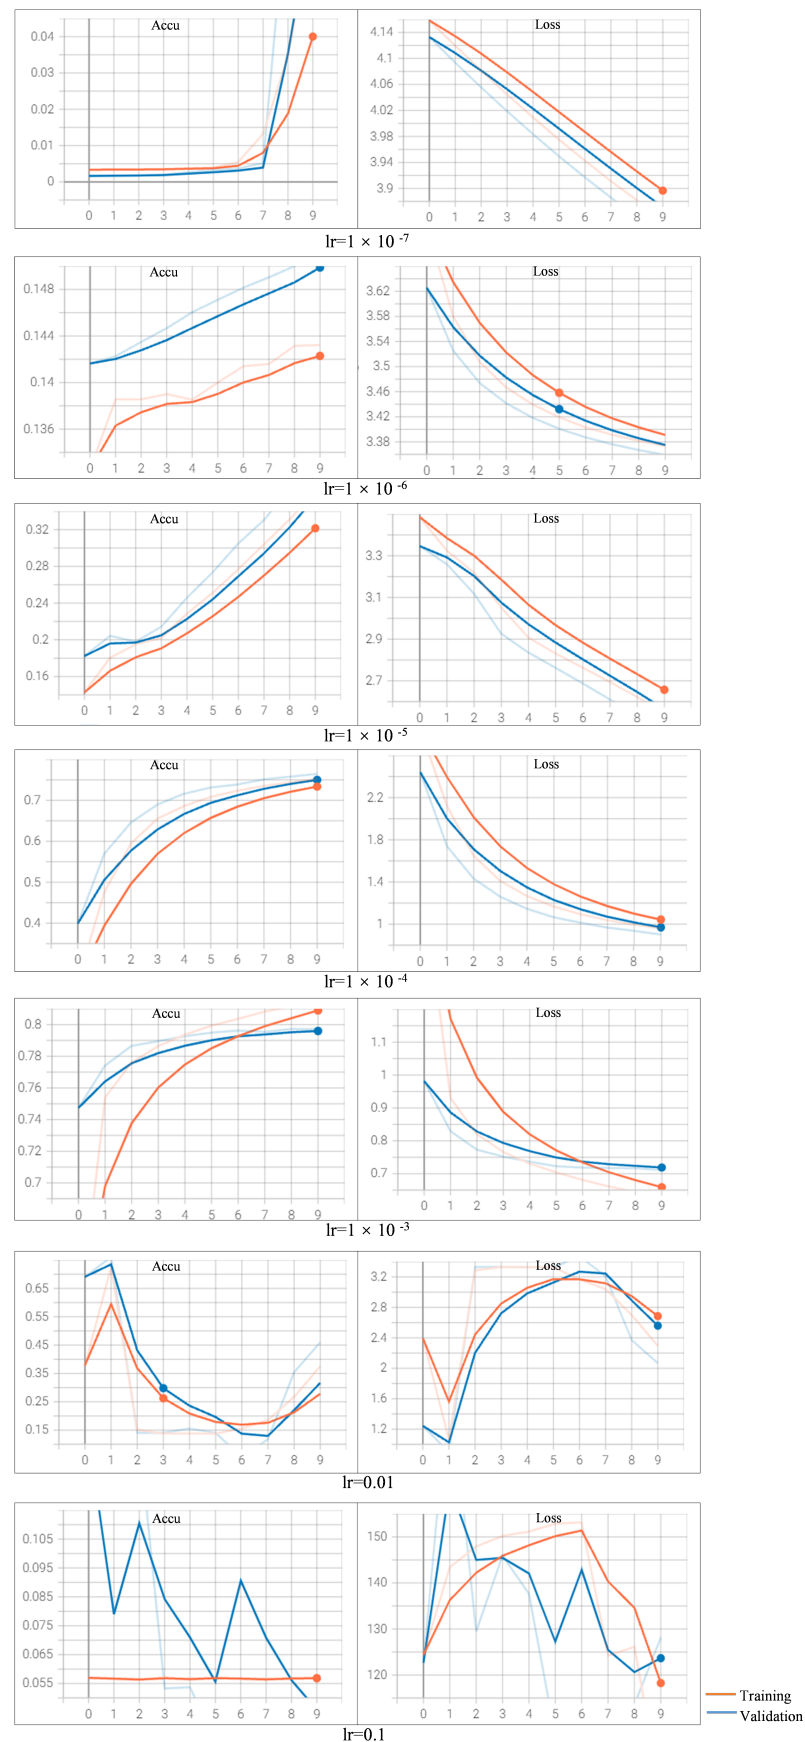 Accu Loss
0.04 4.14
0.03 4.1
4.06
0.02 4.02
0.01 3.98
3.94
0 3.9
0 1 2 3 4 5 6 7 8 9 0 1 2 3 4 5 6 7 8 9
lr=1 × 10 -7
Accu Loss
0.148 3.62
3.58
0.144 3.54
3.5
0.14 3.46
3.42
0.136 3.38
0 1 2 3 4 5 6 7 8 9 0 1 2 3 4 5 6 7 8 9
lr=1 × 10 -6
Accu Loss
0.32 3.3
0.28
0.24 3.1
0.2 2.9
0.16 2.7
0 1 2 3 4 5 6 7 8 9 0 1 2 3 4 5 6 7 8 9
lr=1 × 10 -5
Accu Loss
0.7 2.2
0.6 1.8
0.5 1.4
0.4 1
0 1 2 3 4 5 6 7 8 9 0 1 2 3 4 5 6 7 8 9
lr=1 × 10 -4
Accu Loss
0.8 1.1
0.78 1
0.76 0.9
0.74
0.72 0.8
0.7 0.7
0 1 2 3 4 5 6 7 8 9 0 1 2 3 4 5 6 7 8 9
lr=1 × 10 -3
Accu Loss
0.65 3.2
0.55 2.8
0.45 2.4
0.35 2
0.25 1.6
0.15 1.2
0 1 2 3 4 5 6 7 8 9 0 1 2 3 4 5 6 7 8 9
lr=0.01
Accu Loss
0.105 150
0.095
0.085 140
0.075
0.065 130
0.055 120
0 1 2 3 4 5 6 7 8 9 0 1 2 3 4 5 6 7 8 9
Training
Validation
lr=0.1